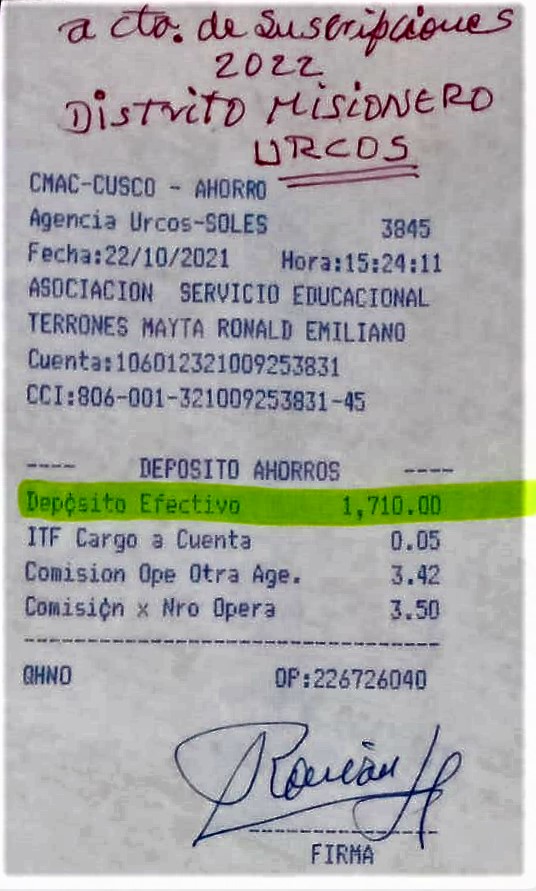 a cta. de Suscripciones
2022
Distrito MISIONERO
URCOS
CMAC-CUSCO - AHORRO
Agencia Urcos-SOLES 3845
Fecha:22/10/2021 Hora:15:24:11
ASOCIACION SERVICIO EDUCACIONAL
TERRONES MAYTA RONALD EMILIANO
Cuenta:106012321009253831
CCI:806-001-321009253831-45
---- DEPOSITO AHORROS ----
Depósito Efectivo 1,710.00
ITF Cargo a Cuenta 0.05
Comision Ope Otra Age. 3.42
Comisión x Nro Opera 3.50
QHNO OP:226726040
FIRMA